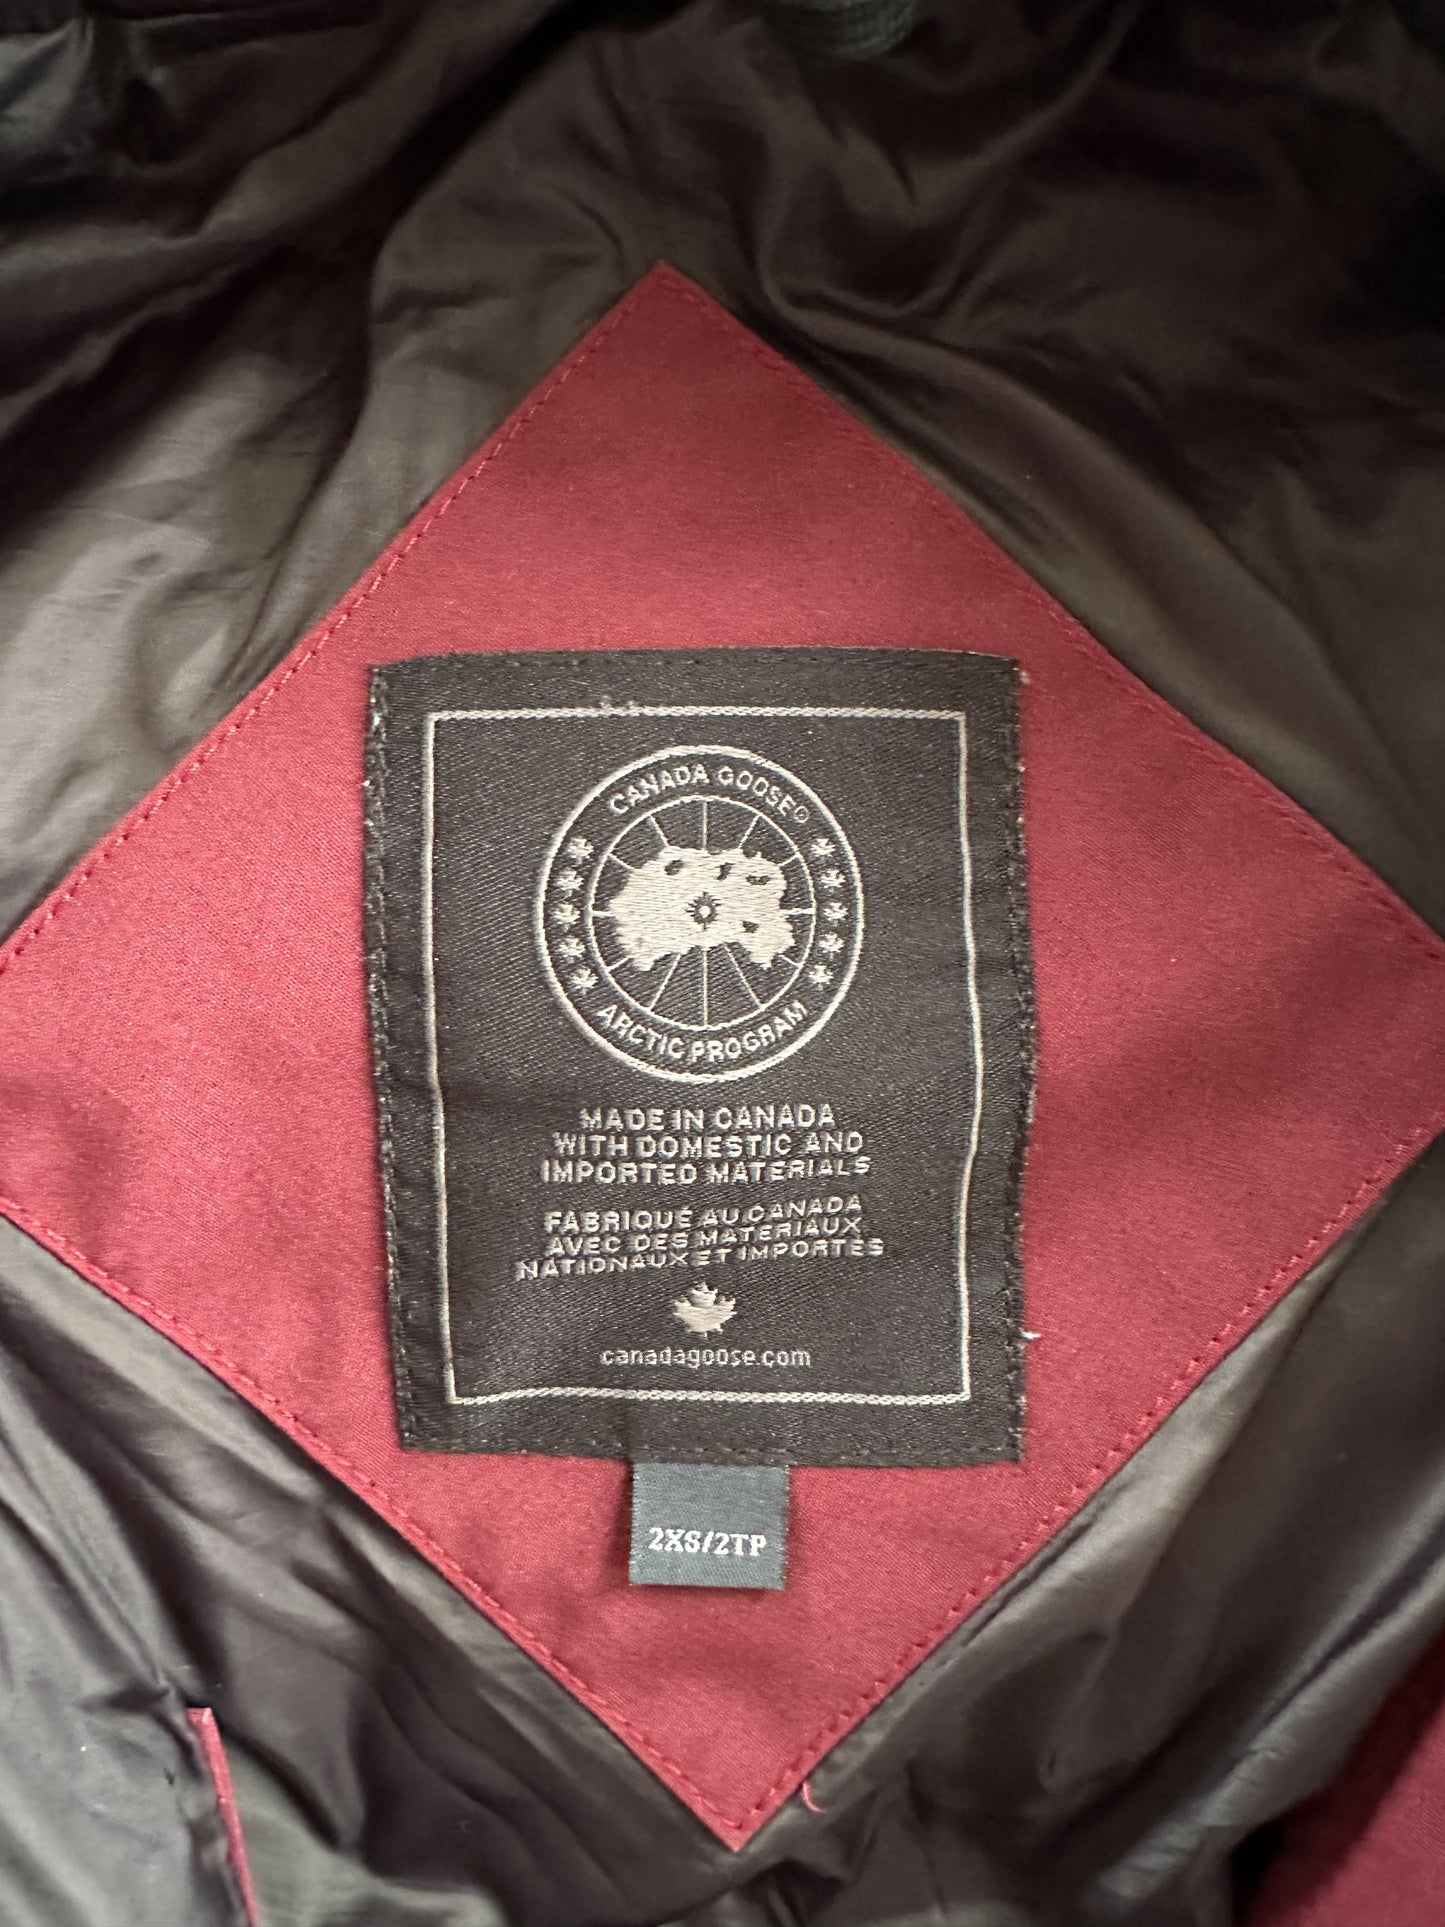 CANADA GOOSE®
ARCTIC PROGRAM
MADE IN CANADA
WITH DOMESTIC AND
IMPORTED MATERIALS
FABRIQUÉ AU CANADA
AVEC DES MATERIAUX
NATIONAUX ET IMPORTÉS
canadagoose.com
2XS/2TP